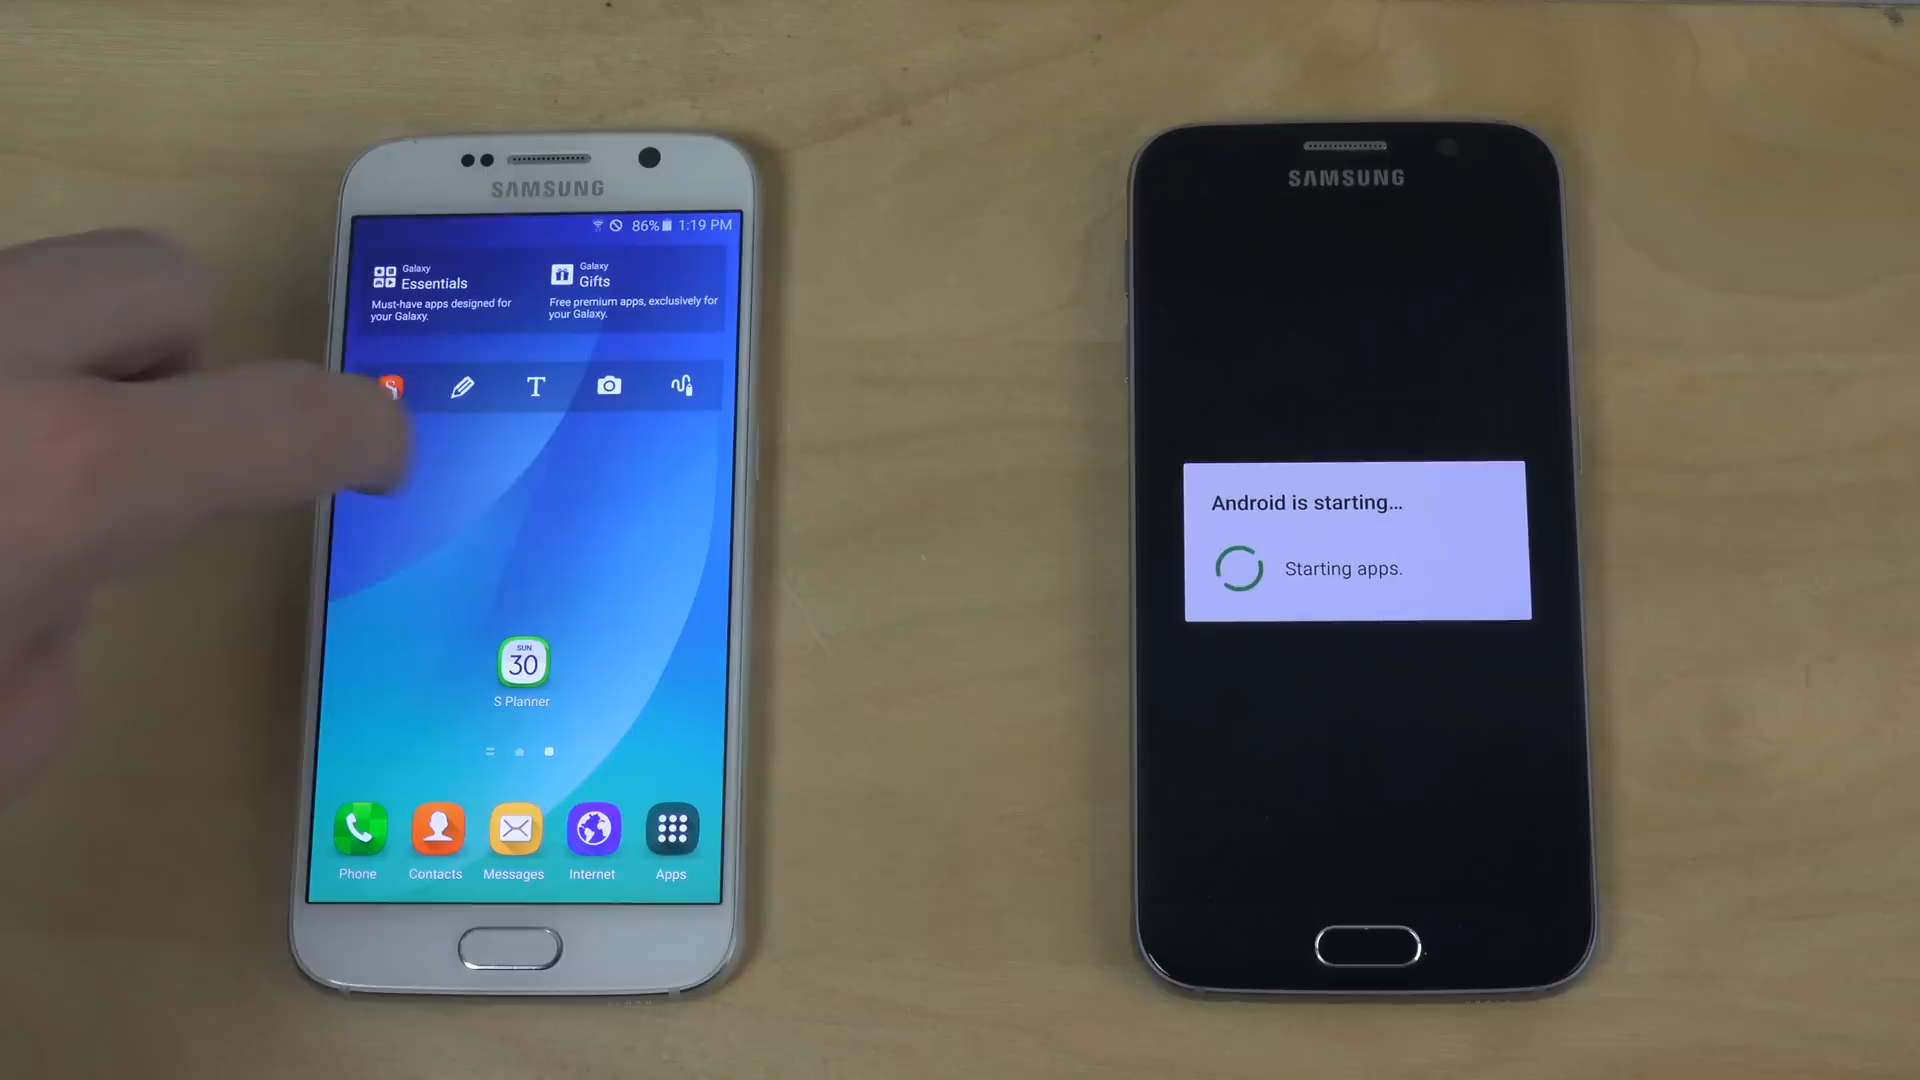 SAMSUNG
86% 1:19 PM
Galaxy
Essentials
Must-have apps designed for
your Galaxy.
Galaxy
Gifts
Free premium apps, exclusively for
your Galaxy.
T
SUN
30
S Planner
Phone
Contacts
Messages
Internet
Apps
SAMSUNG
Android is starting...
Starting apps.